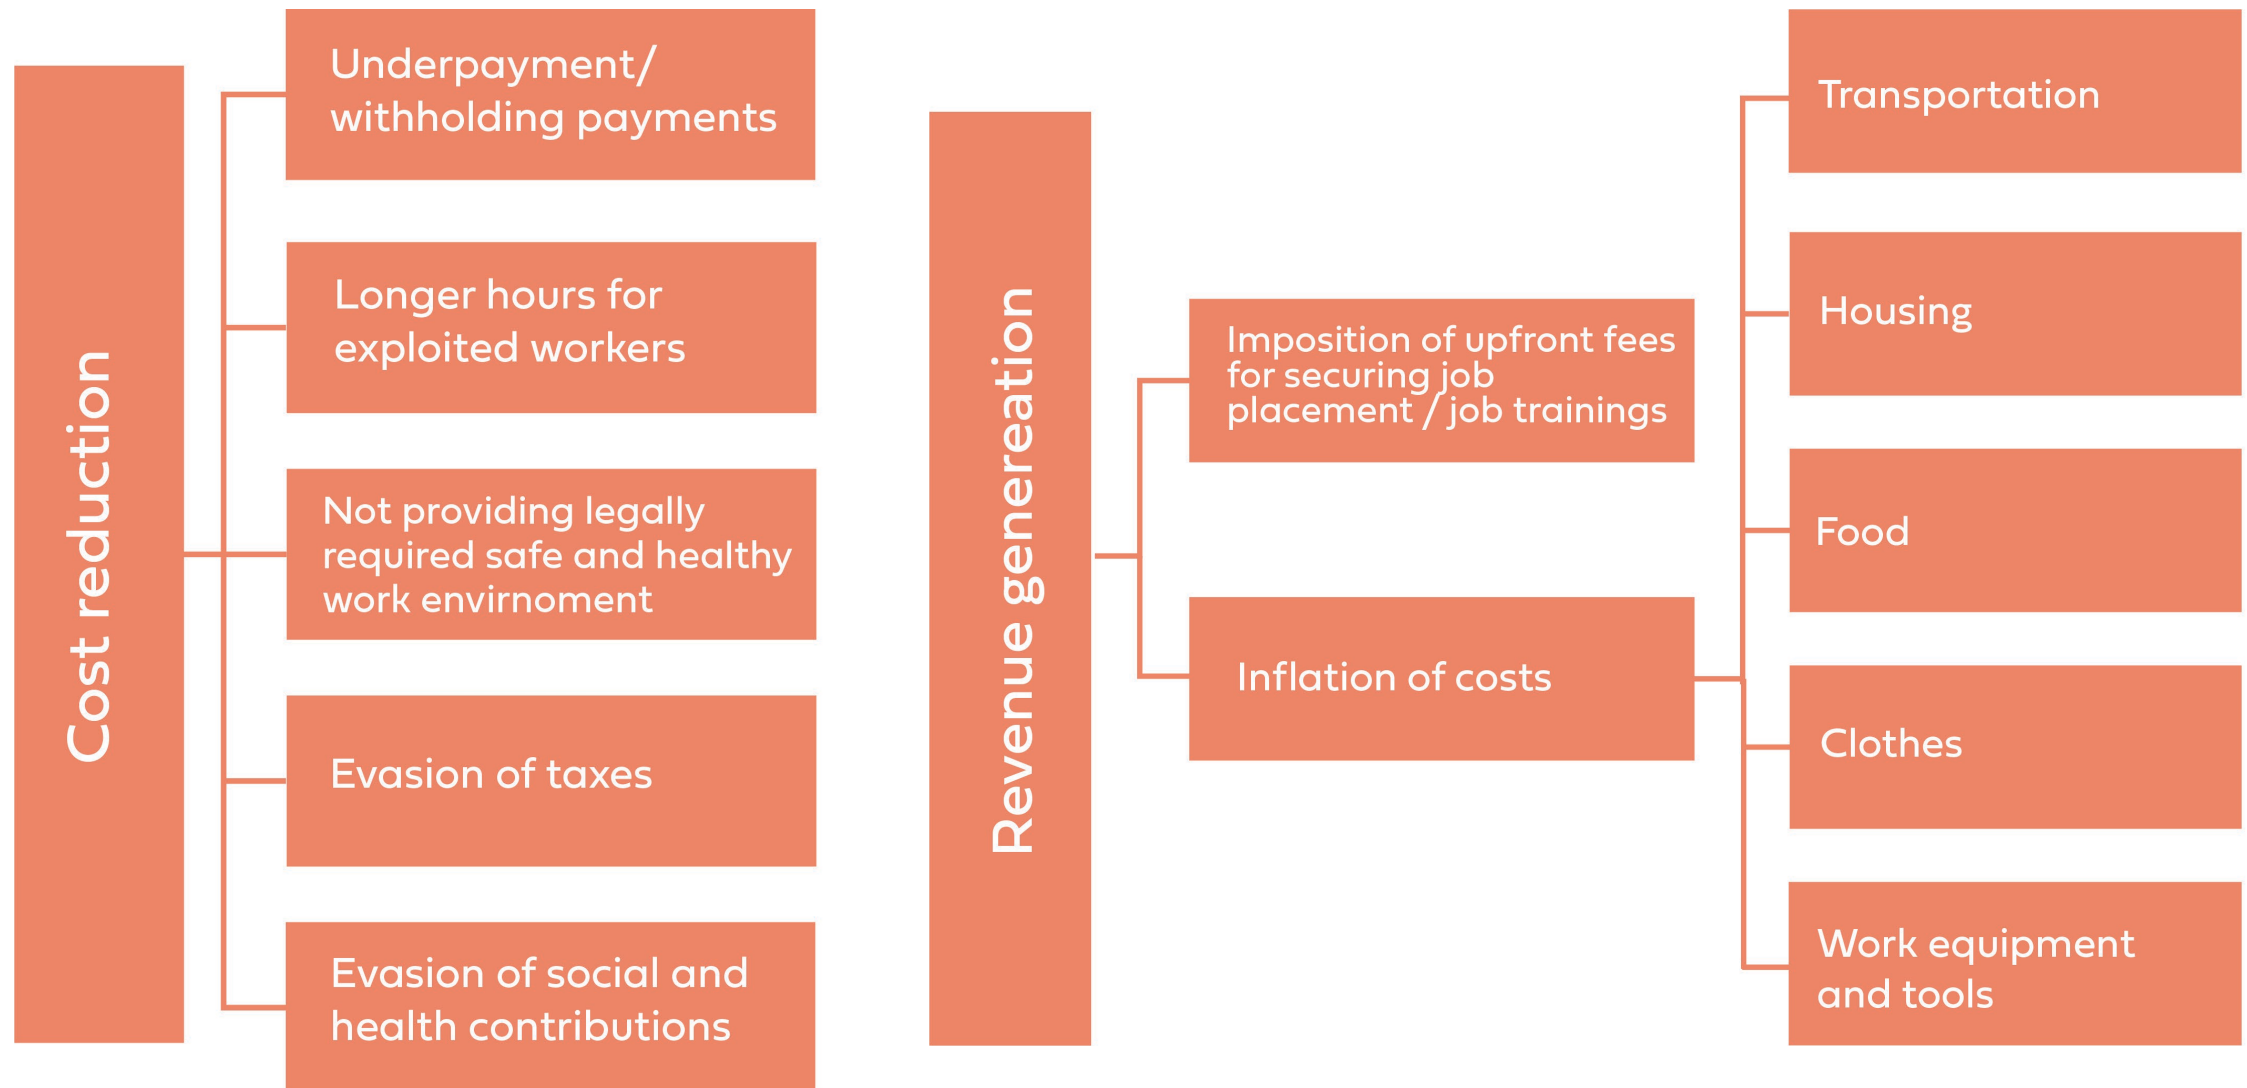 Cost reduction
Underpayment/
withholding payments
Longer hours for
exploited workers
Not providing legally
required safe and healthy
work envirnoment
Evasion of taxes
Evasion of social and
health contributions
Revenue genereation
Imposition of upfront fees
for securing job
placement / job trainings
Inflation of costs
Transportation
Housing
Food
Clothes
Work equipment
and tools